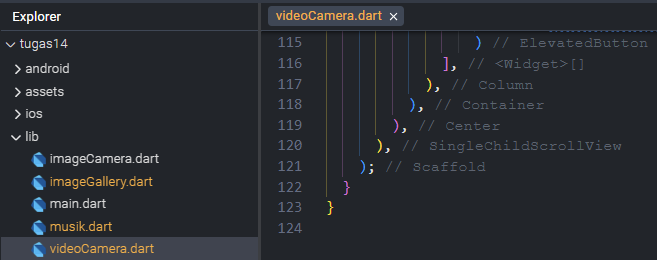 Explorer
tugas14
android
assets
ios
lib
imageCamera.dart
imageGallery.dart
main.dart
musik.dart
videoCamera.dart
videoCamera.dart ×
115 ) // ElevatedButton
116 ], // <Widget>[]
117 ), // Column
118 ), // Container
119 ), // Center
120 ), // SingleChildScrollView
121 ); // Scaffold
122 }
123 }
124